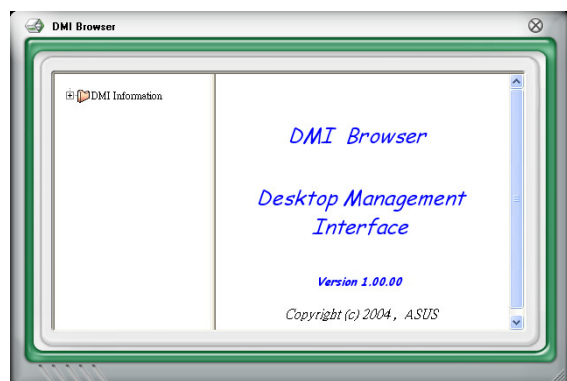 DMI Browser
DMI Information
DMI Browser
Desktop Management
Interface
Version 1.00.00
Copyright (c) 2004, ASUS